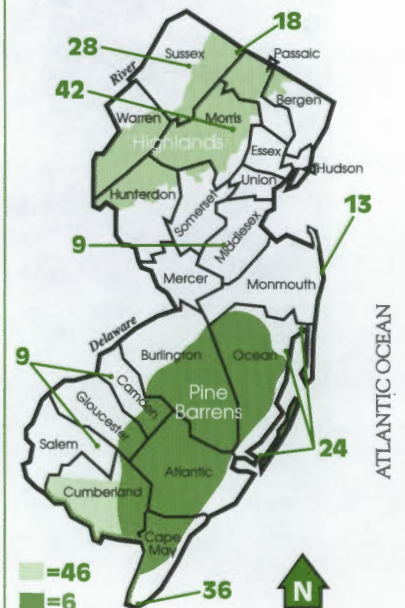 18
28
Sussex
Passaic
River
42
Bergen
Warren
Morris
Highlands
Essex
Hudson
Union
Hunterdon
Somerset
Middlesex
13
9
Mercer
Monmouth
ATLANTIC OCEAN
Delaware
Burlington
Ocean
9
Camden
Pine
Barrens
Gloucester
Salem
24
Atlantic
Cumberland
Cape
May
=46
36
=6
N